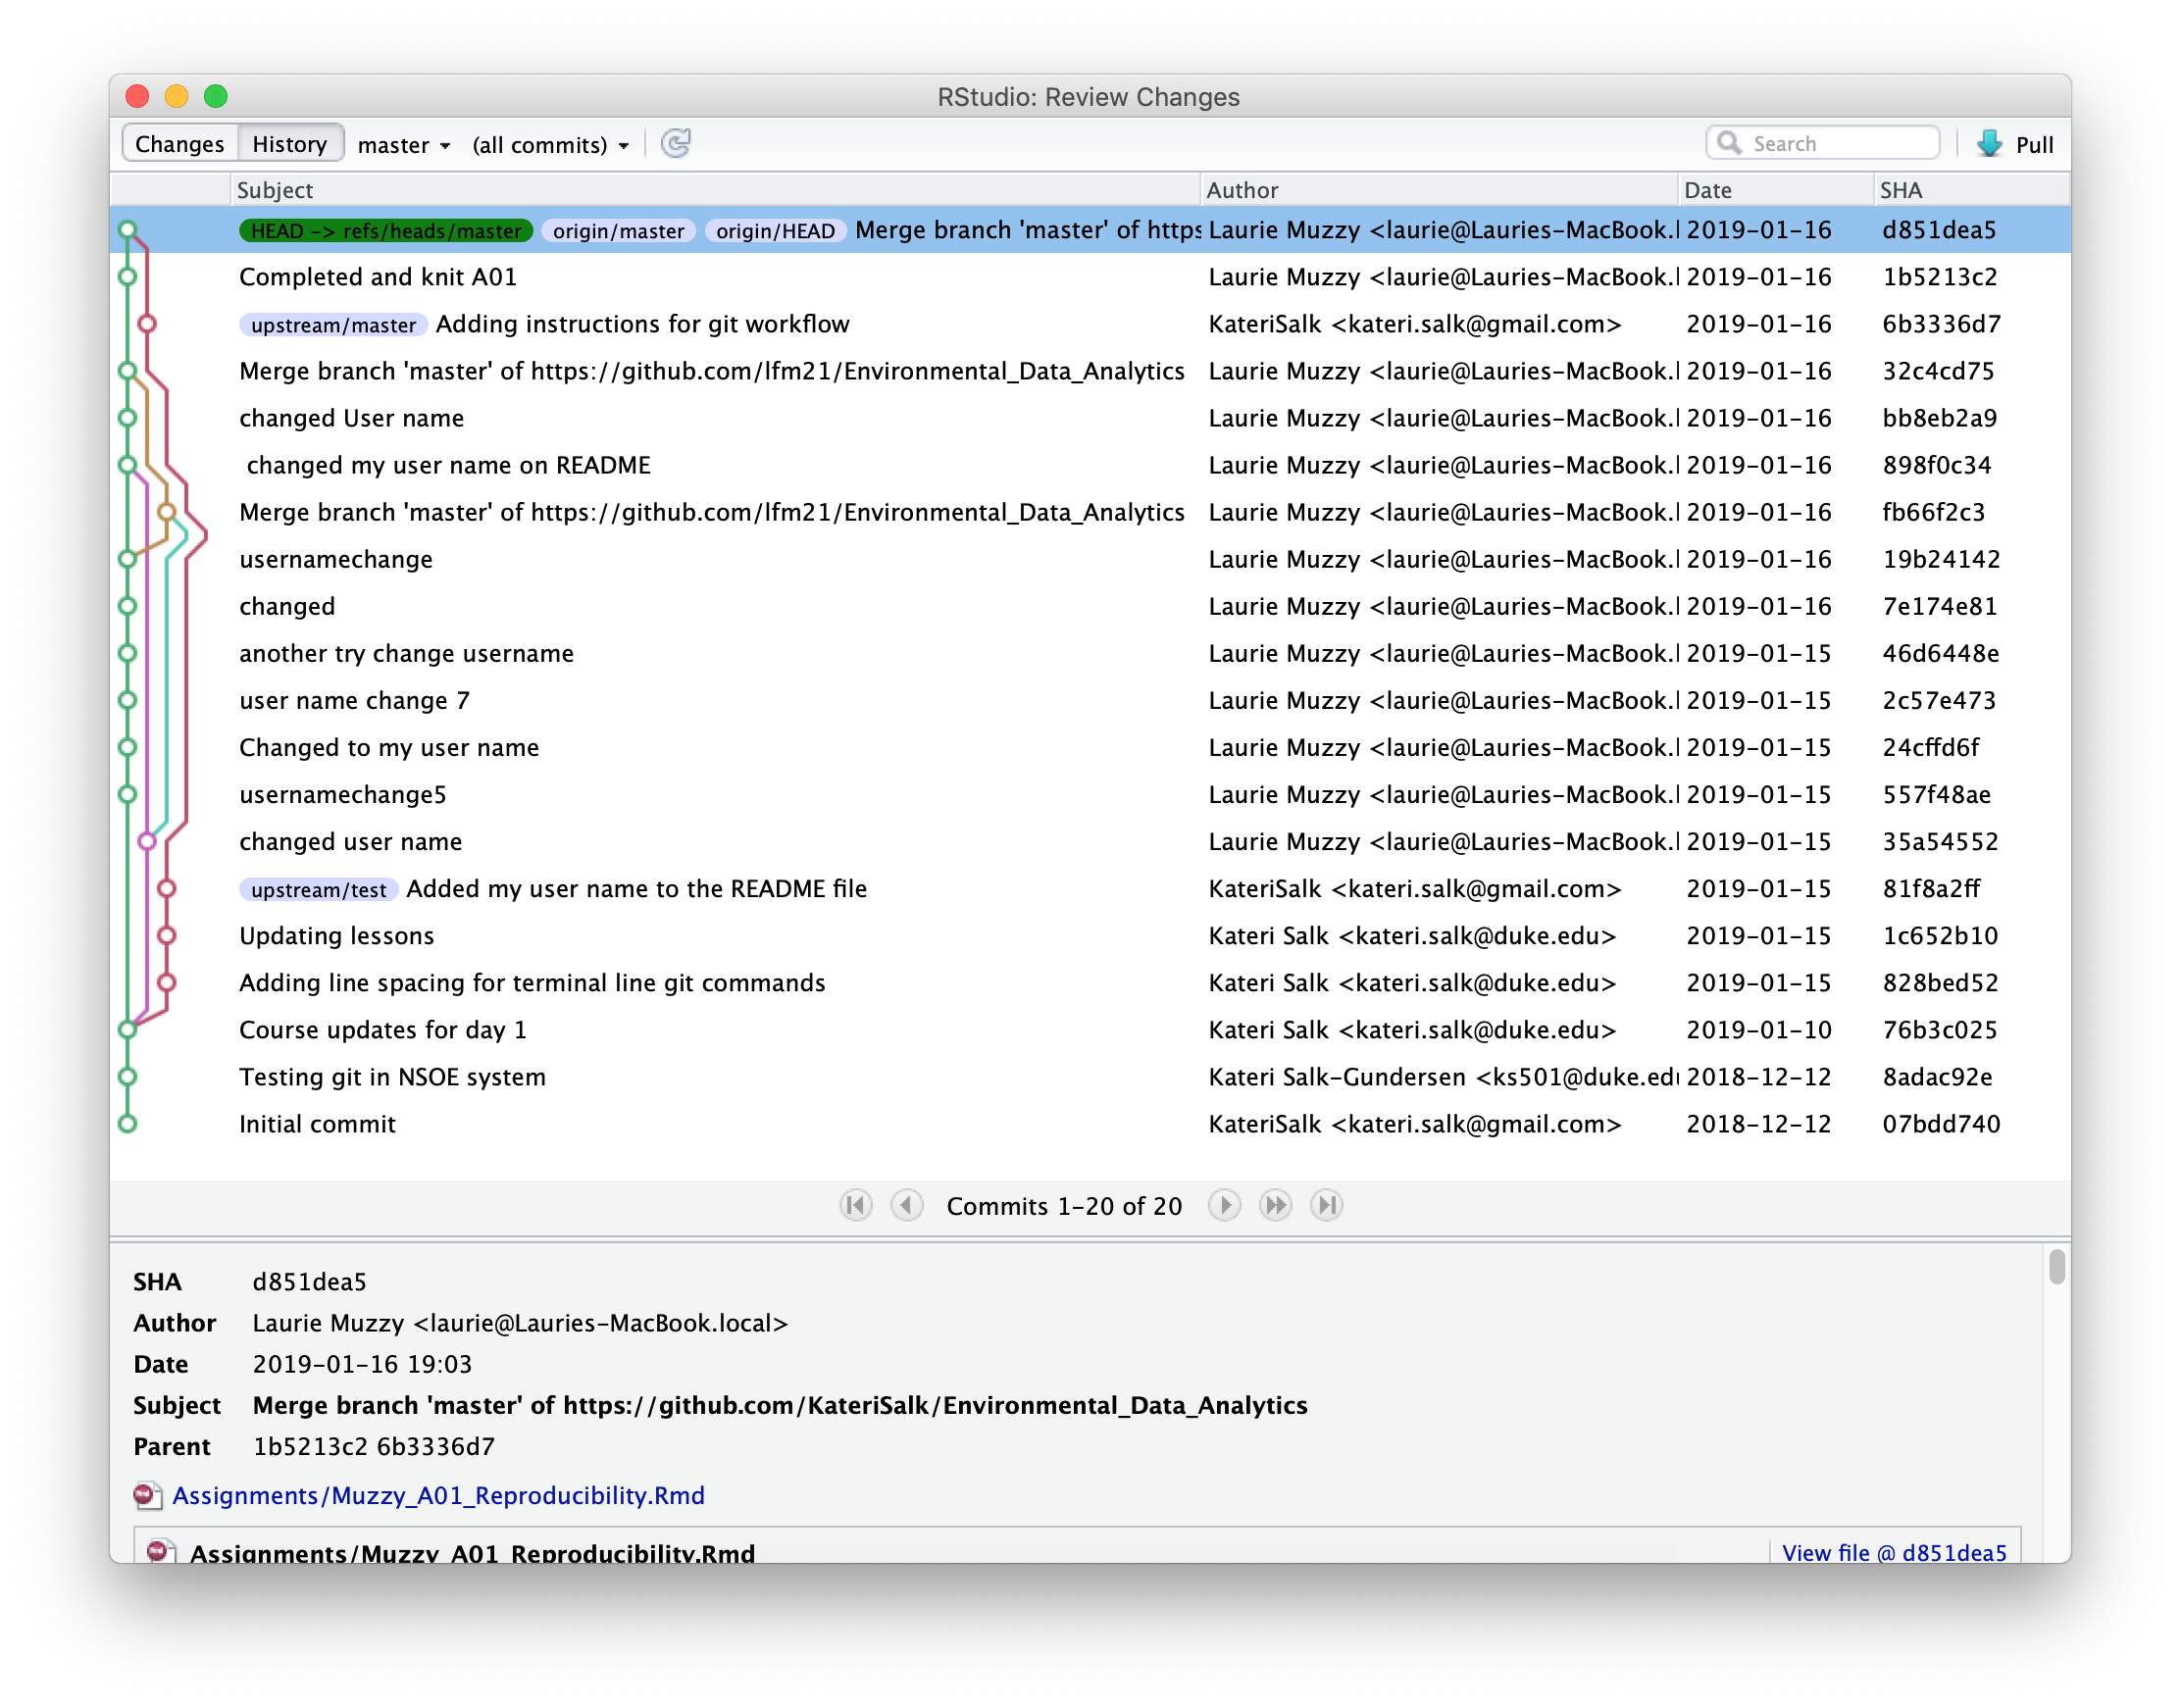 RStudio: Review Changes
Changes History master (all commits) Search Pull
Subject Author Date SHA
HEAD -> refs/heads/master origin/master origin/HEAD Merge branch 'master' of https Laurie Muzzy <laurie@Lauries-MacBook.l 2019-01-16 d851dea5
Completed and knit A01 Laurie Muzzy <laurie@Lauries-MacBook.l 2019-01-16 1b5213c2
upstream/master Adding instructions for git workflow KateriSalk <kateri.salk@gmail.com> 2019-01-16 6b3336d7
Merge branch 'master' of https://github.com/lfm21/Environmental_Data_Analytics Laurie Muzzy <laurie@Lauries-MacBook.l 2019-01-16 32c4cd75
changed User name Laurie Muzzy <laurie@Lauries-MacBook.l 2019-01-16 bb8eb2a9
changed my user name on README Laurie Muzzy <laurie@Lauries-MacBook.l 2019-01-16 898f0c34
Merge branch 'master' of https://github.com/lfm21/Environmental_Data_Analytics Laurie Muzzy <laurie@Lauries-MacBook.l 2019-01-16 fb66f2c3
usernamechange Laurie Muzzy <laurie@Lauries-MacBook.l 2019-01-16 19b24142
changed Laurie Muzzy <laurie@Lauries-MacBook.l 2019-01-16 7e174e81
another try change username Laurie Muzzy <laurie@Lauries-MacBook.l 2019-01-15 46d6448e
user name change 7 Laurie Muzzy <laurie@Lauries-MacBook.l 2019-01-15 2c57e473
Changed to my user name Laurie Muzzy <laurie@Lauries-MacBook.l 2019-01-15 24cffd6f
usernamechange5 Laurie Muzzy <laurie@Lauries-MacBook.l 2019-01-15 557f48ae
changed user name Laurie Muzzy <laurie@Lauries-MacBook.l 2019-01-15 35a54552
upstream/test Added my user name to the README file KateriSalk <kateri.salk@gmail.com> 2019-01-15 81f8a2ff
Updating lessons Kateri Salk <kateri.salk@duke.edu> 2019-01-15 1c652b10
Adding line spacing for terminal line git commands Kateri Salk <kateri.salk@duke.edu> 2019-01-15 828bed52
Course updates for day 1 Kateri Salk <kateri.salk@duke.edu> 2019-01-10 76b3c025
Testing git in NSOE system Kateri Salk-Gundersen <ks501@duke.edu 2018-12-12 8adac92e
Initial commit KateriSalk <kateri.salk@gmail.com> 2018-12-12 07bdd740
Commits 1-20 of 20
SHA d851dea5
Author Laurie Muzzy <laurie@Lauries-MacBook.local>
Date 2019-01-16 19:03
Subject Merge branch 'master' of https://github.com/KateriSalk/Environmental_Data_Analytics
Parent 1b5213c2 6b3336d7
Assignments/Muzzy_A01_Reproducibility.Rmd
Assignments/Muzzy_A01_Reproducibility.Rmd View file @ d851dea5